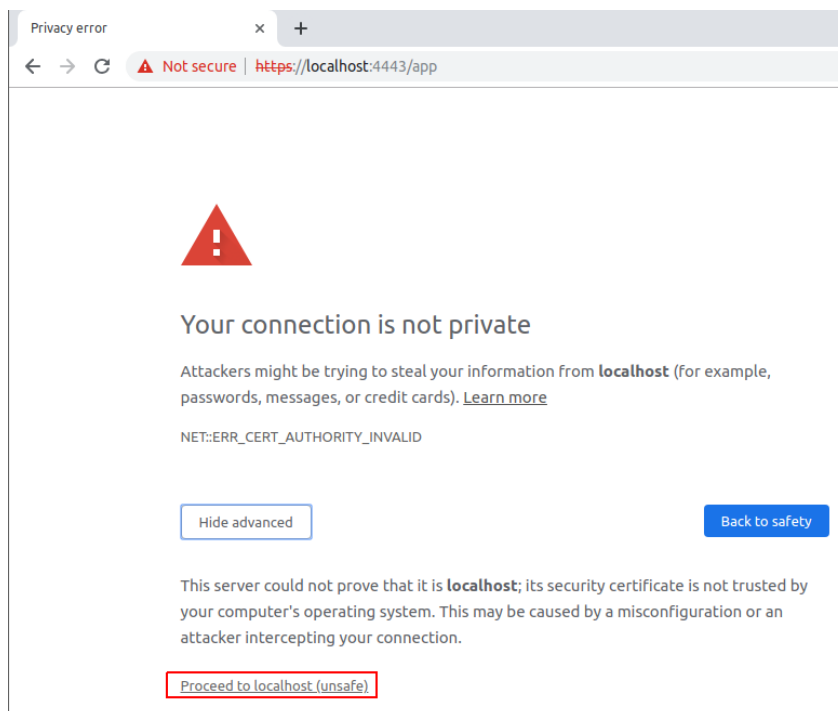 Privacy error
Not secure | https://localhost:4443/app
Your connection is not private
Attackers might be trying to steal your information from localhost (for example,
passwords, messages, or credit cards). Learn more
NET::ERR_CERT_AUTHORITY_INVALID
Hide advanced
Back to safety
This server could not prove that it is localhost; its security certificate is not trusted by
your computer's operating system. This may be caused by a misconfiguration or an
attacker intercepting your connection.
Proceed to localhost (unsafe)